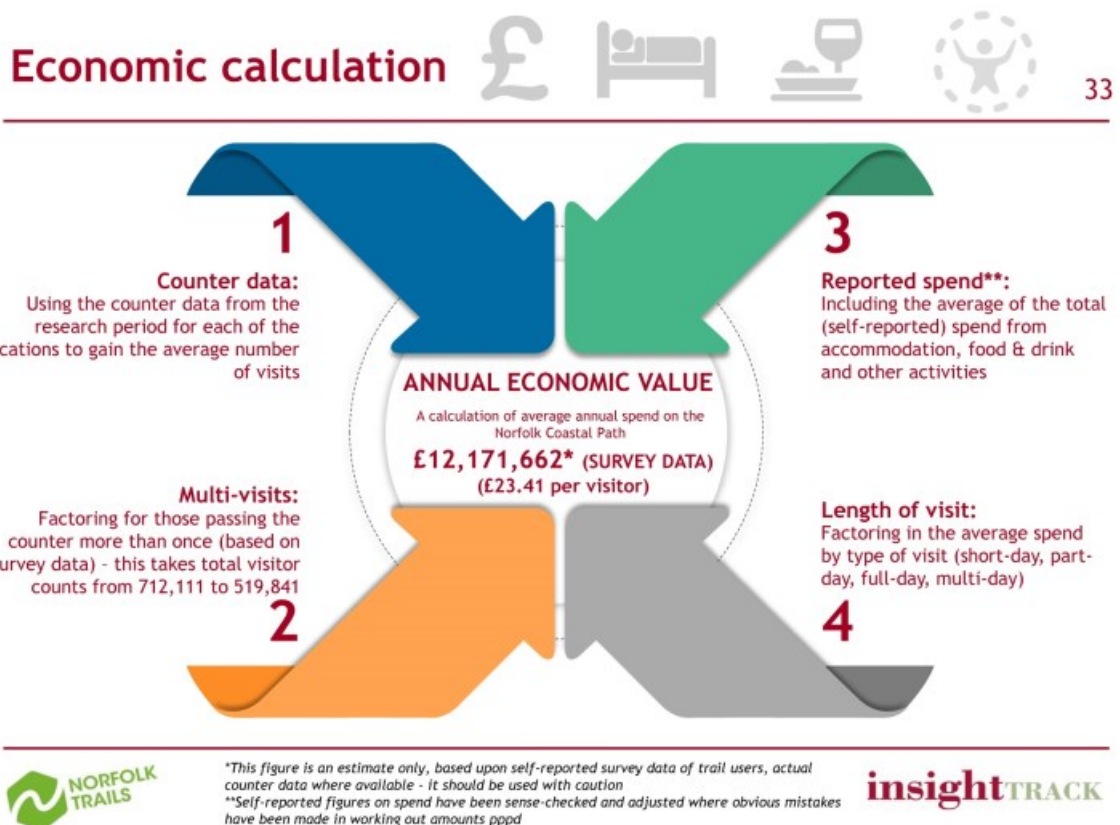 Economic calculation
£
33
1
Counter data:
Using the counter data from the
research period for each of the
cations to gain the average number
of visits
3
Reported spend**:
Including the average of the total
(self-reported) spend from
accommodation, food & drink
and other activities
ANNUAL ECONOMIC VALUE
A calculation of average annual spend on the
Norfolk Coastal Path
£12,171,662* (SURVEY DATA)
(£23.41 per visitor)
Multi-visits:
Factoring for those passing the
counter more than once (based on
urvey data) - this takes total visitor
counts from 712,111 to 519,841
2
Length of visit:
Factoring in the average spend
by type of visit (short-day, part-
day, full-day, multi-day)
4
NORFOLK
TRAILS
*This figure is an estimate only, based upon self-reported survey data of trail users, actual
counter data where available - it should be used with caution
**Self-reported figures on spend have been sense-checked and adjusted where obvious mistakes
have been made in working out amounts pppd
insightTRACK